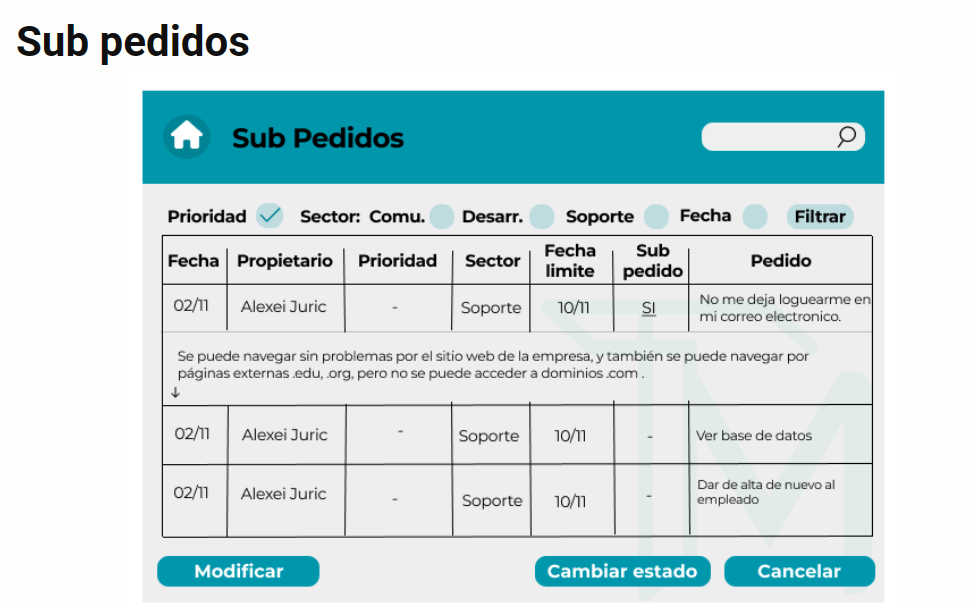 Sub pedidos
Sub Pedidos
Prioridad Sector: Comu. Desarr. Soporte Fecha Filtrar
Fecha Propietario Prioridad Sector Fecha limite Sub pedido Pedido
02/11 Alexei Juric - Soporte 10/11 SI No me deja loguearme en
mi correo electronico.
Se puede navegar sin problemas por el sitio web de la empresa, y también se puede navegar por
páginas externas .edu, .org, pero no se puede acceder a dominios .com .
↓
02/11 Alexei Juric - Soporte 10/11 - Ver base de datos
02/11 Alexei Juric - Soporte 10/11 - Dar de alta de nuevo al
empleado
Modificar Cambiar estado Cancelar